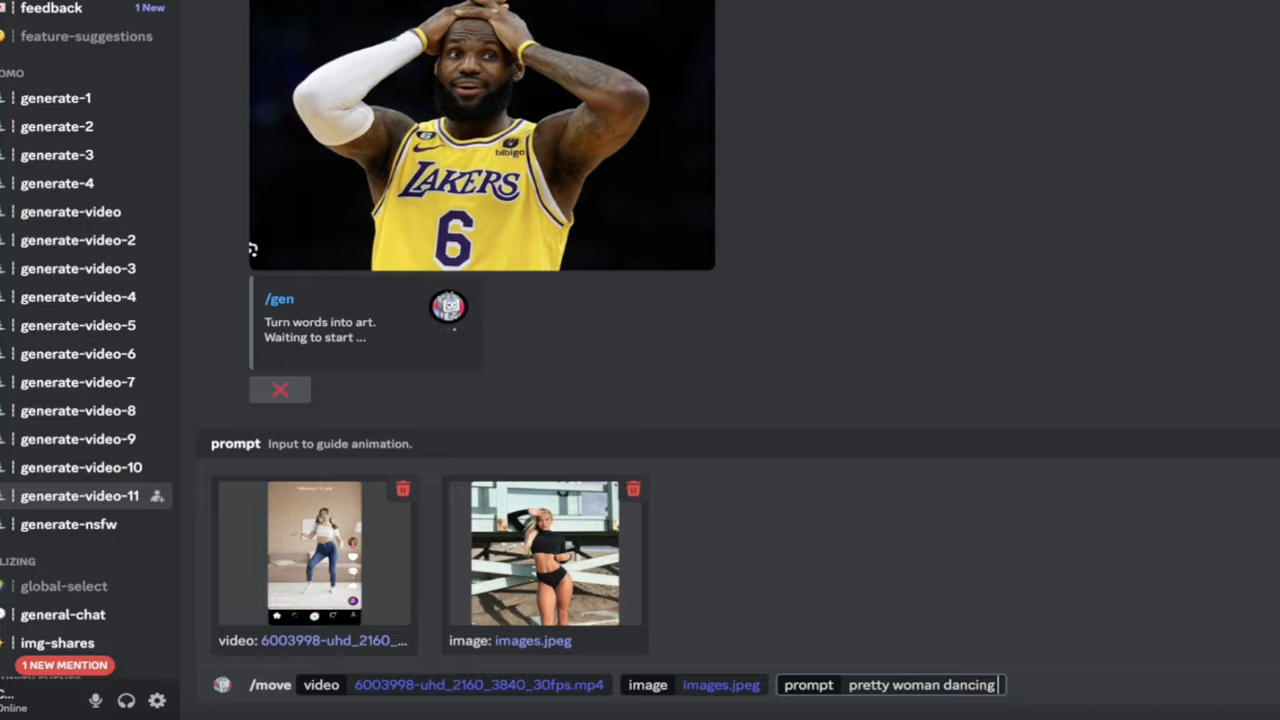 feedback
1 New
feature-suggestions
OMO
generate-1
generate-2
generate-3
generate-4
generate-video
generate-video-2
generate-video-3
generate-video-4
generate-video-5
generate-video-6
generate-video-7
generate-video-8
generate-video-9
generate-video-10
generate-video-11
generate-nsfw
LIZING
global-select
general-chat
img-shares
1 NEW MENTION
C...
Online
6
bibigo
LAKERS
6
/gen
Turn words into art.
Waiting to start ...
prompt Input to guide animation.
video: 6003998-uhd_2160_...
image: images.jpeg
/move video 6003998-uhd_2160_3840_30fps.mp4 image images.jpeg prompt pretty woman dancing